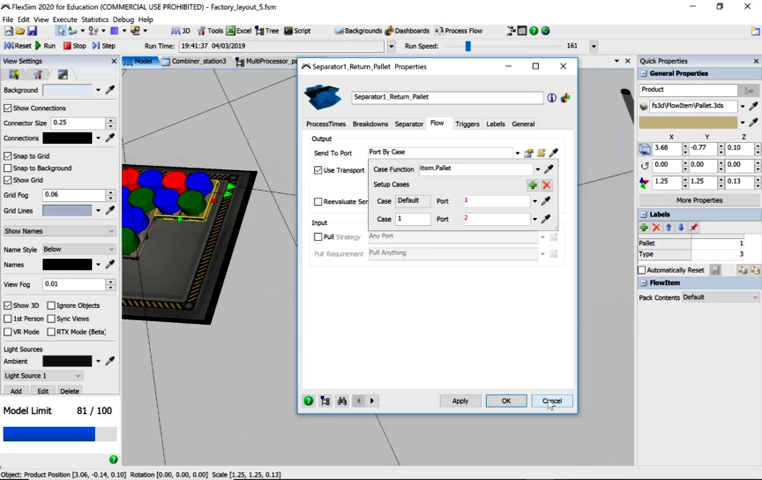 FlexSim 2020 for Education (COMMERCIAL USE PROHIBITED) - Factory_layout_5.fsm
File Edit View Execute Statistics Debug Help
3D Tools Excel Tree Script Backgrounds Dashboards Process Flow
Reset Run Stop Step Run Time: 19:41:37 04/03/2019 Run Speed: 161
View Settings
Model Combiner_station3 MultiProcessor_p
Background
Show Connections
Connector Size 0.25
Connections
Snap to Grid
Snap to Background
Show Grid
Grid Fog 0.06
Grid Lines
Show Names
Name Style Below
Names
View Fog 0.01
Show 3D Ignore Objects
1st Person Sync Views
VR Mode RTX Mode (Beta)
Light Sources
Ambient
Light Source 1
Add Edit Delete
Model Limit 81 / 100
Separator1_Return_Pallet Properties
Separator1_Return_Pallet
ProcessTimes Breakdowns Separator Flow Triggers Labels General
Output
Send To Port Port By Case
Use Transport
Case Function item.Pallet
Setup Cases
Case Default Port 1
Reevaluate Sen
Case 1 Port 2
Input
Pull Strategy Any Port
Pull Requirement Pull Anything
Apply OK Cancel
Quick Properties
General Properties
Product
fs3d\FlowItem\Pallet.3ds
X Y Z
3.68 -0.77 0.10
0.00 0.00 0.00
1.25 1.25 0.13
More Properties
Labels
Pallet 1
Type 3
Automatically Reset
FlowItem
Pack Contents Default
Object: Product Position [3.06, -0.14, 0.10] Rotation [0.00, 0.00, 0.00] Scale [1.25, 1.25, 0.13]